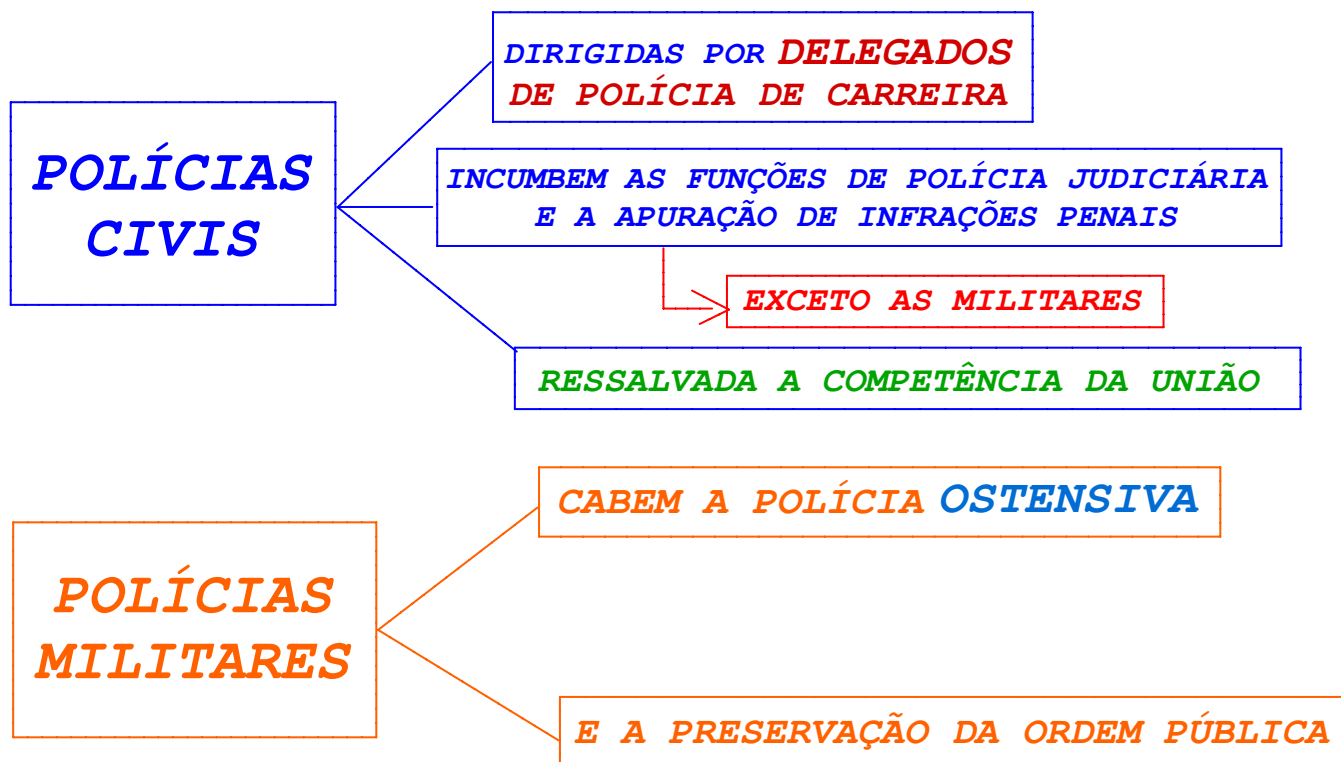 POLÍCIAS
CIVIS
DIRIGIDAS POR DELEGADOS
DE POLÍCIA DE CARREIRA
INCUMBEM AS FUNÇÕES DE POLÍCIA JUDICIÁRIA
E A APURAÇÃO DE INFRAÇÕES PENAIS
EXCETO AS MILITARES
RESSALVADA A COMPETÊNCIA DA UNIÃO
POLÍCIAS
MILITARES
CABEM A POLÍCIA OSTENSIVA
E A PRESERVAÇÃO DA ORDEM PÚBLICA